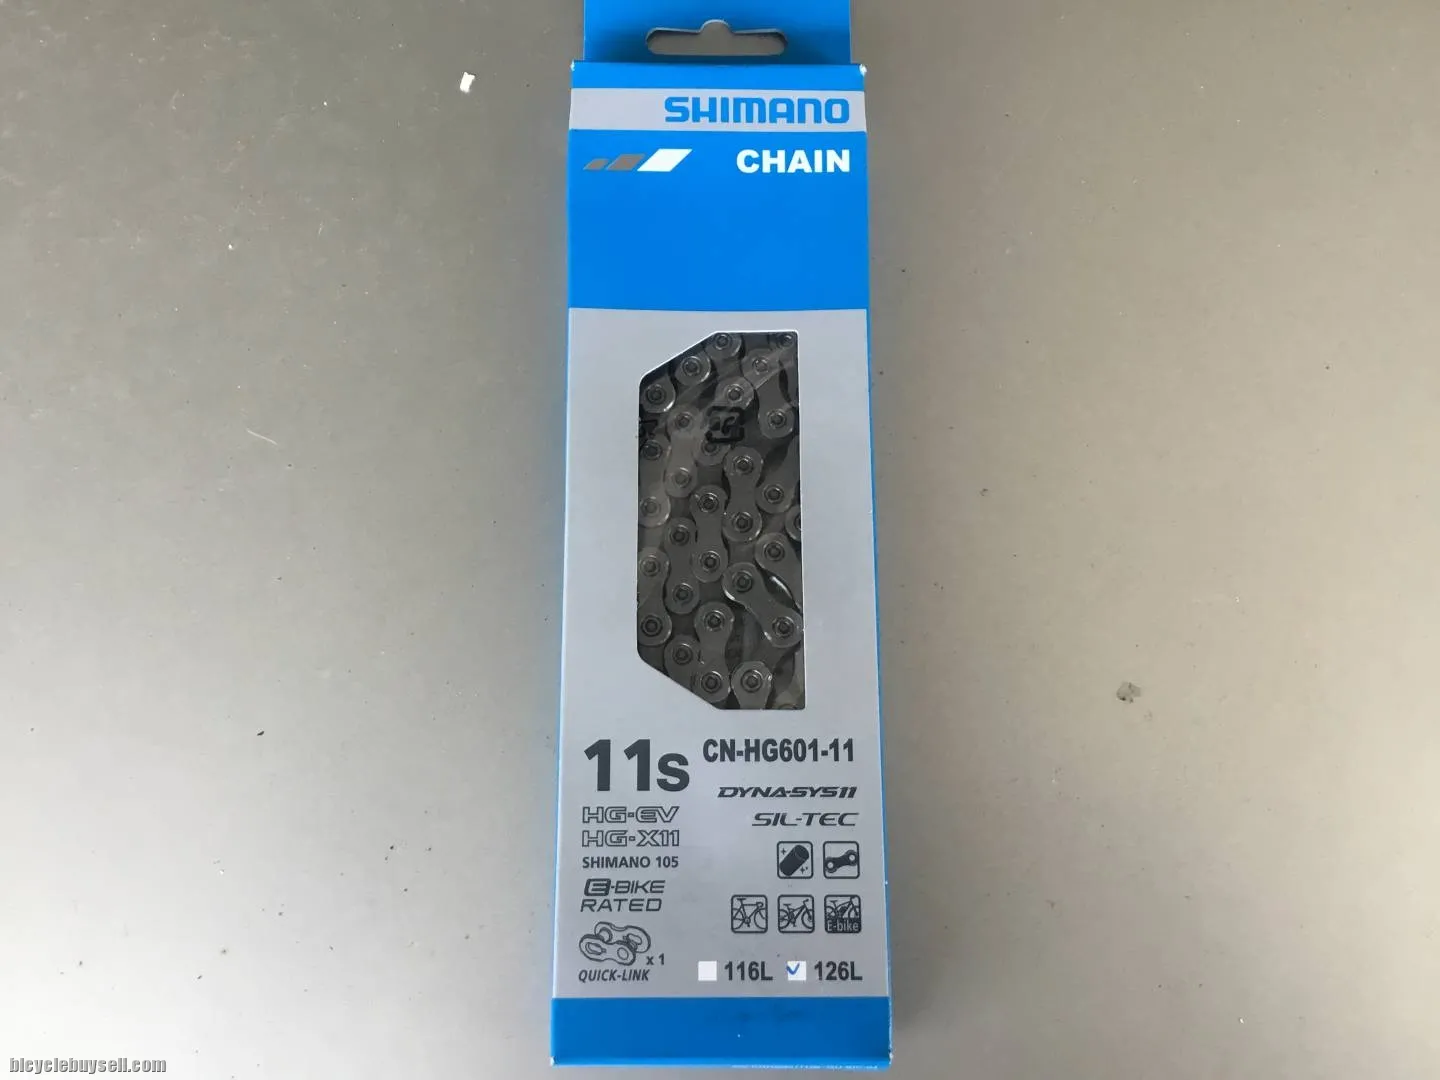 SHIMANO
CHAIN
11s
CN-HG601-11
DYNA-SYS11
HG-EV
SIL-TEC
HG-X11
SHIMANO 105
E-BIKE
RATED
E-bike
x 1
QUICK-LINK
116L 126L
bicyclebuysell.com